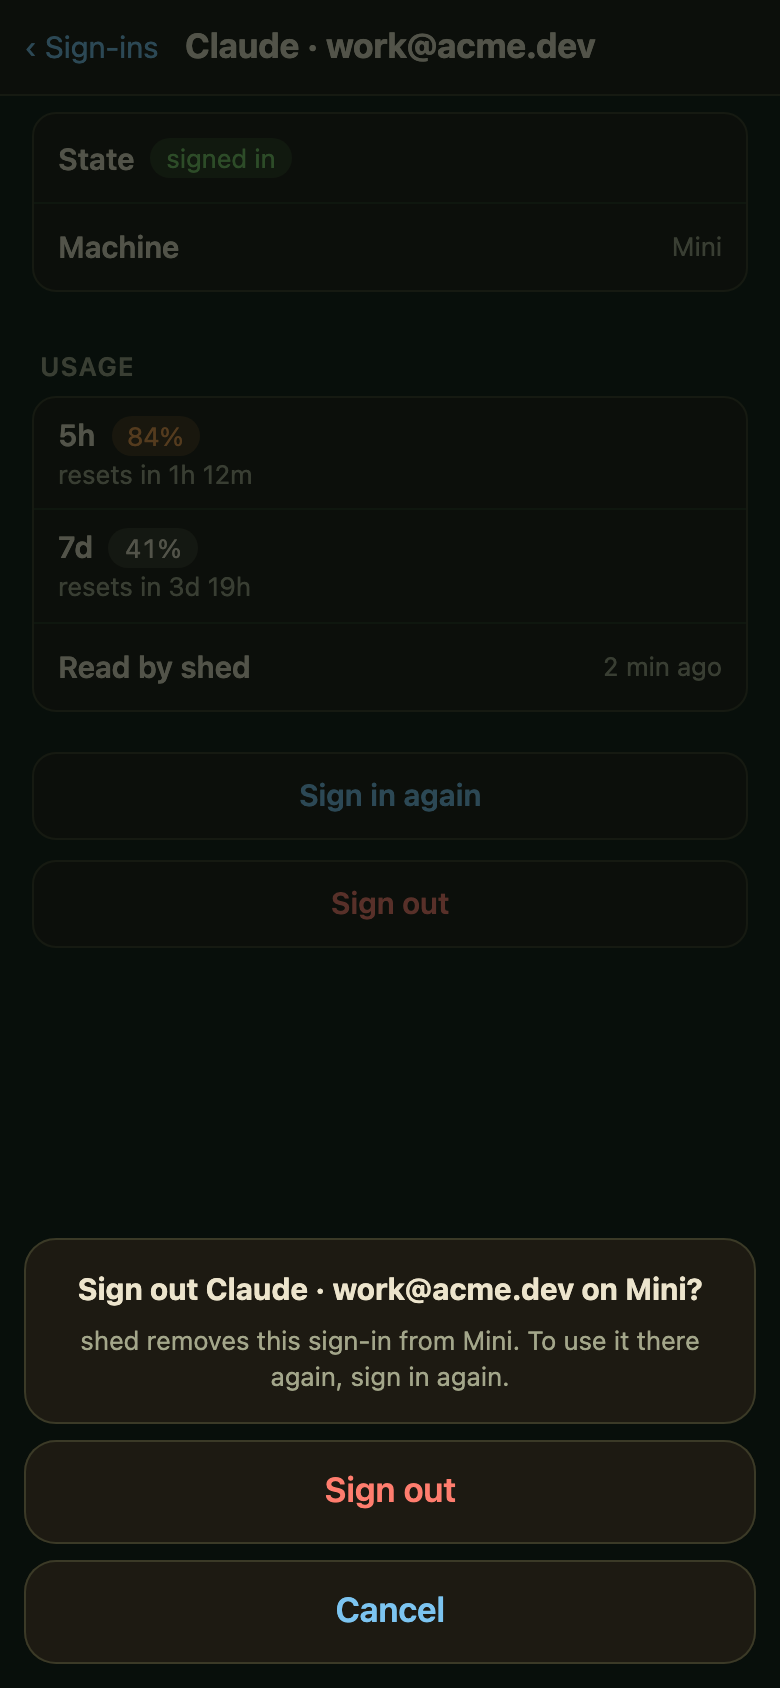 ‹ Sign-ins Claude · work@acme.dev
State signed in
Machine Mini
USAGE
5h 84%
resets in 1h 12m
7d 41%
resets in 3d 19h
Read by shed 2 min ago
Sign in again
Sign out
Sign out Claude · work@acme.dev on Mini?
shed removes this sign-in from Mini. To use it there
again, sign in again.
Sign out
Cancel